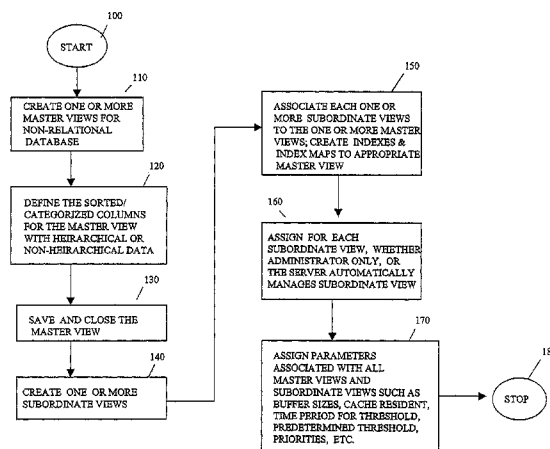 100
START
110
CREATE ONE OR MORE
MASTER VIEWS FOR
NON-RELATIONAL
DATABASE
120
DEFINE THE SORTED/
CATEGORIZED COLUMNS
FOR THE MASTER VIEW
WITH HEIRARCHICAL OR
NON-HEIRARCHICAL DATA
130
SAVE AND CLOSE THE
MASTER VIEW
140
CREATE ONE OR MORE
SUBORDINATE VIEWS
150
ASSOCIATE EACH ONE OR
MORE SUBORDINATE VIEWS
TO THE ONE OR MORE MASTER
VIEWS; CREATE INDEXES &
INDEX MAPS TO APPROPRIATE
MASTER VIEW
160
ASSIGN FOR EACH
SUBORDINATE VIEW, WHETHER
ADMINISTRATOR ONLY, OR
THE SERVER AUTOMATICALLY
MANAGES SUBORDINATE VIEW
170
ASSIGN PARAMETERS
ASSOCIATED WITH ALL
MASTER VIEWS AND
SUBORDINATE VIEWS SUCH AS
BUFFER SIZES, CACHE RESIDENT,
TIME PERIOD FOR THRESHOLD,
PREDETERMINED THRESHOLD,
PRIORITIES, ETC.
STOP